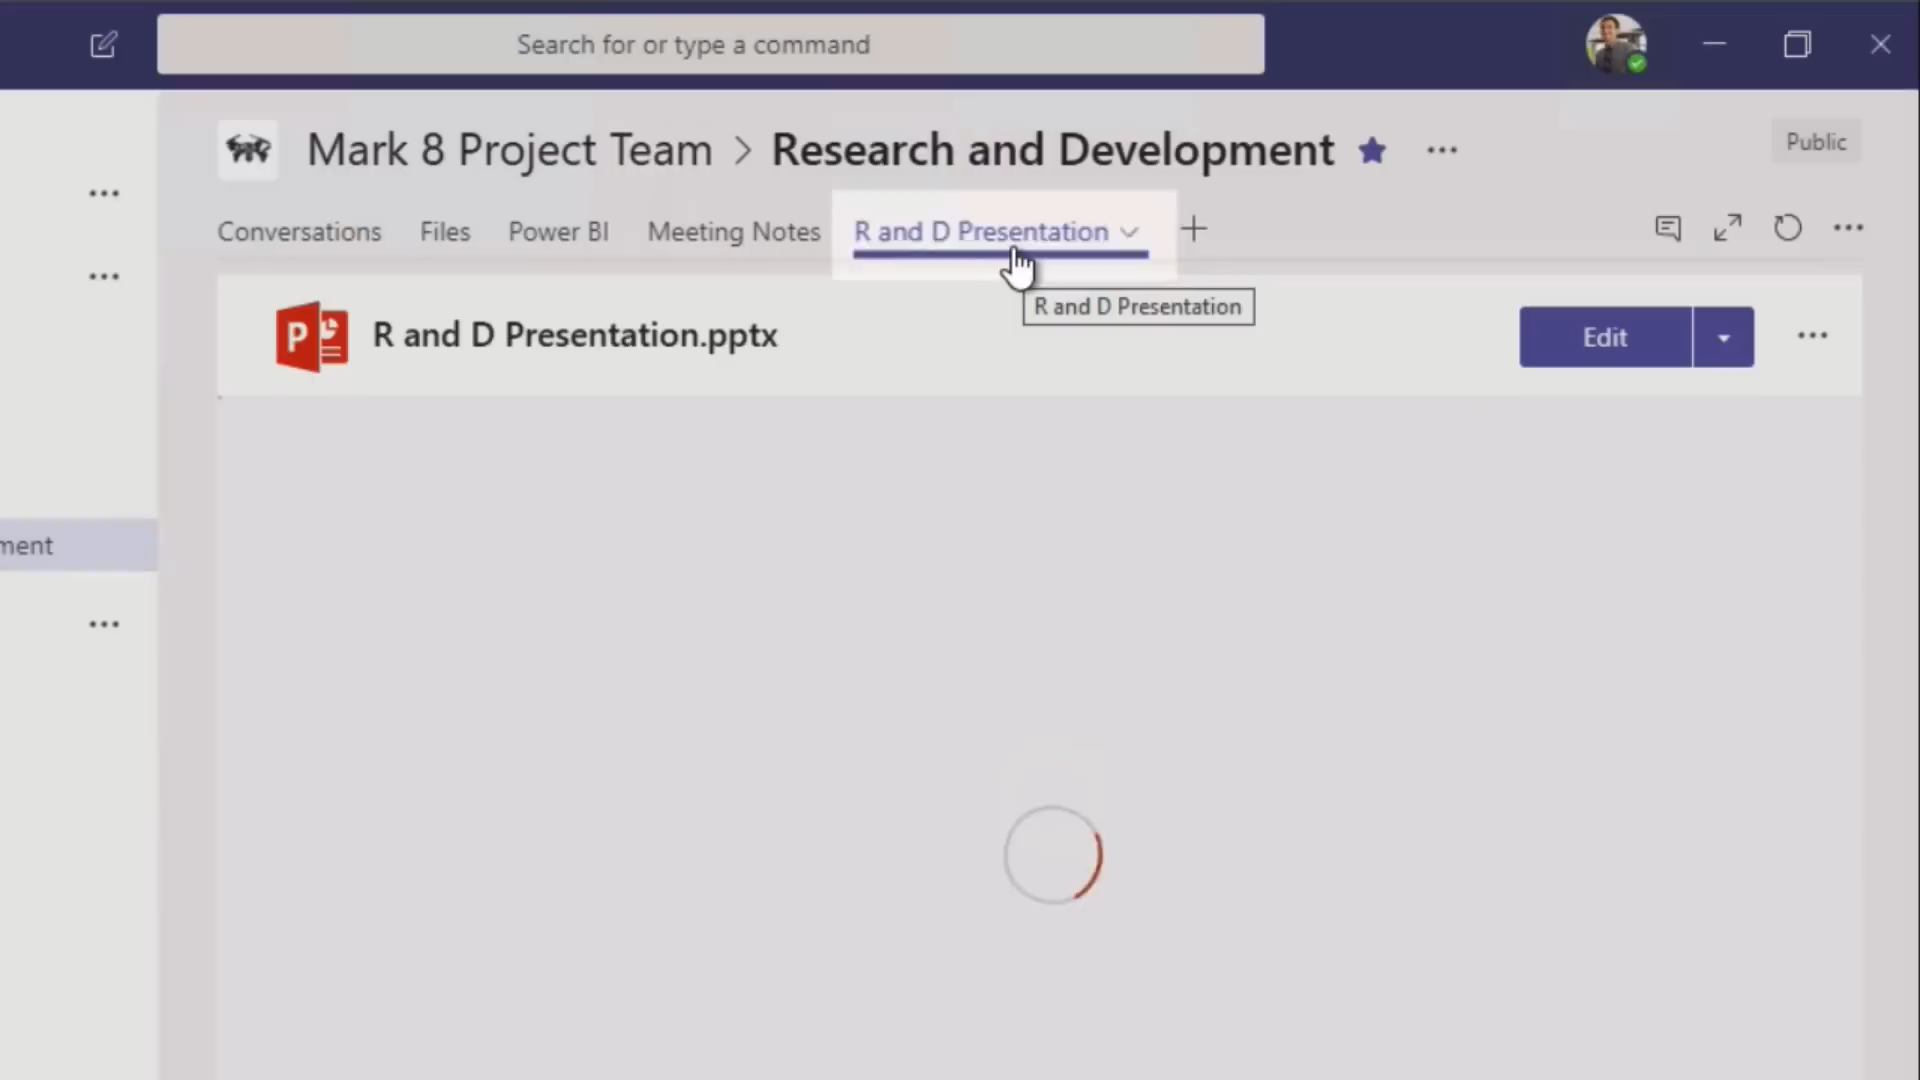 Search for or type a command
Mark 8 Project Team > Research and Development
Public
Conversations Files Power BI Meeting Notes R and D Presentation
R and D Presentation
P R and D Presentation.pptx
Edit
ment